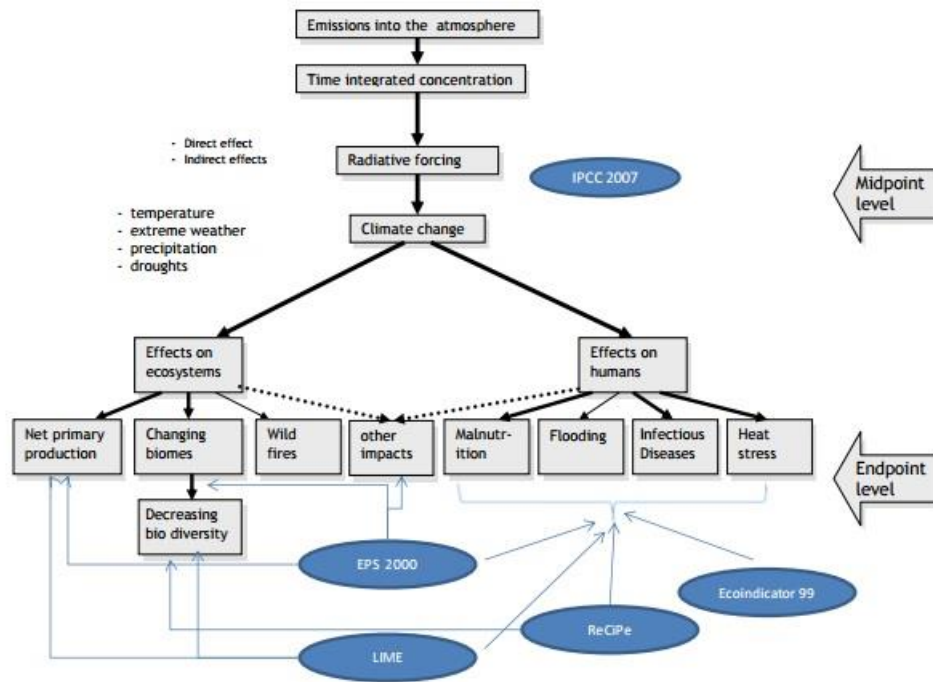 Emissions into the atmosphere
Time integrated concentration
- Direct effect
- Indirect effects
Radiative forcing
IPCC 2007
Midpoint
level
- temperature
- extreme weather
- precipitation
- droughts
Climate change
Effects on
ecosystems
Effects on
humans
Net primary
production
Changing
biomes
Wild
fires
other
impacts
Malnutr-
ition
Flooding
Infectious
Diseases
Heat
stress
Endpoint
level
Decreasing
bio diversity
EPS 2000
Ecoindicator 99
ReCiPe
LIME